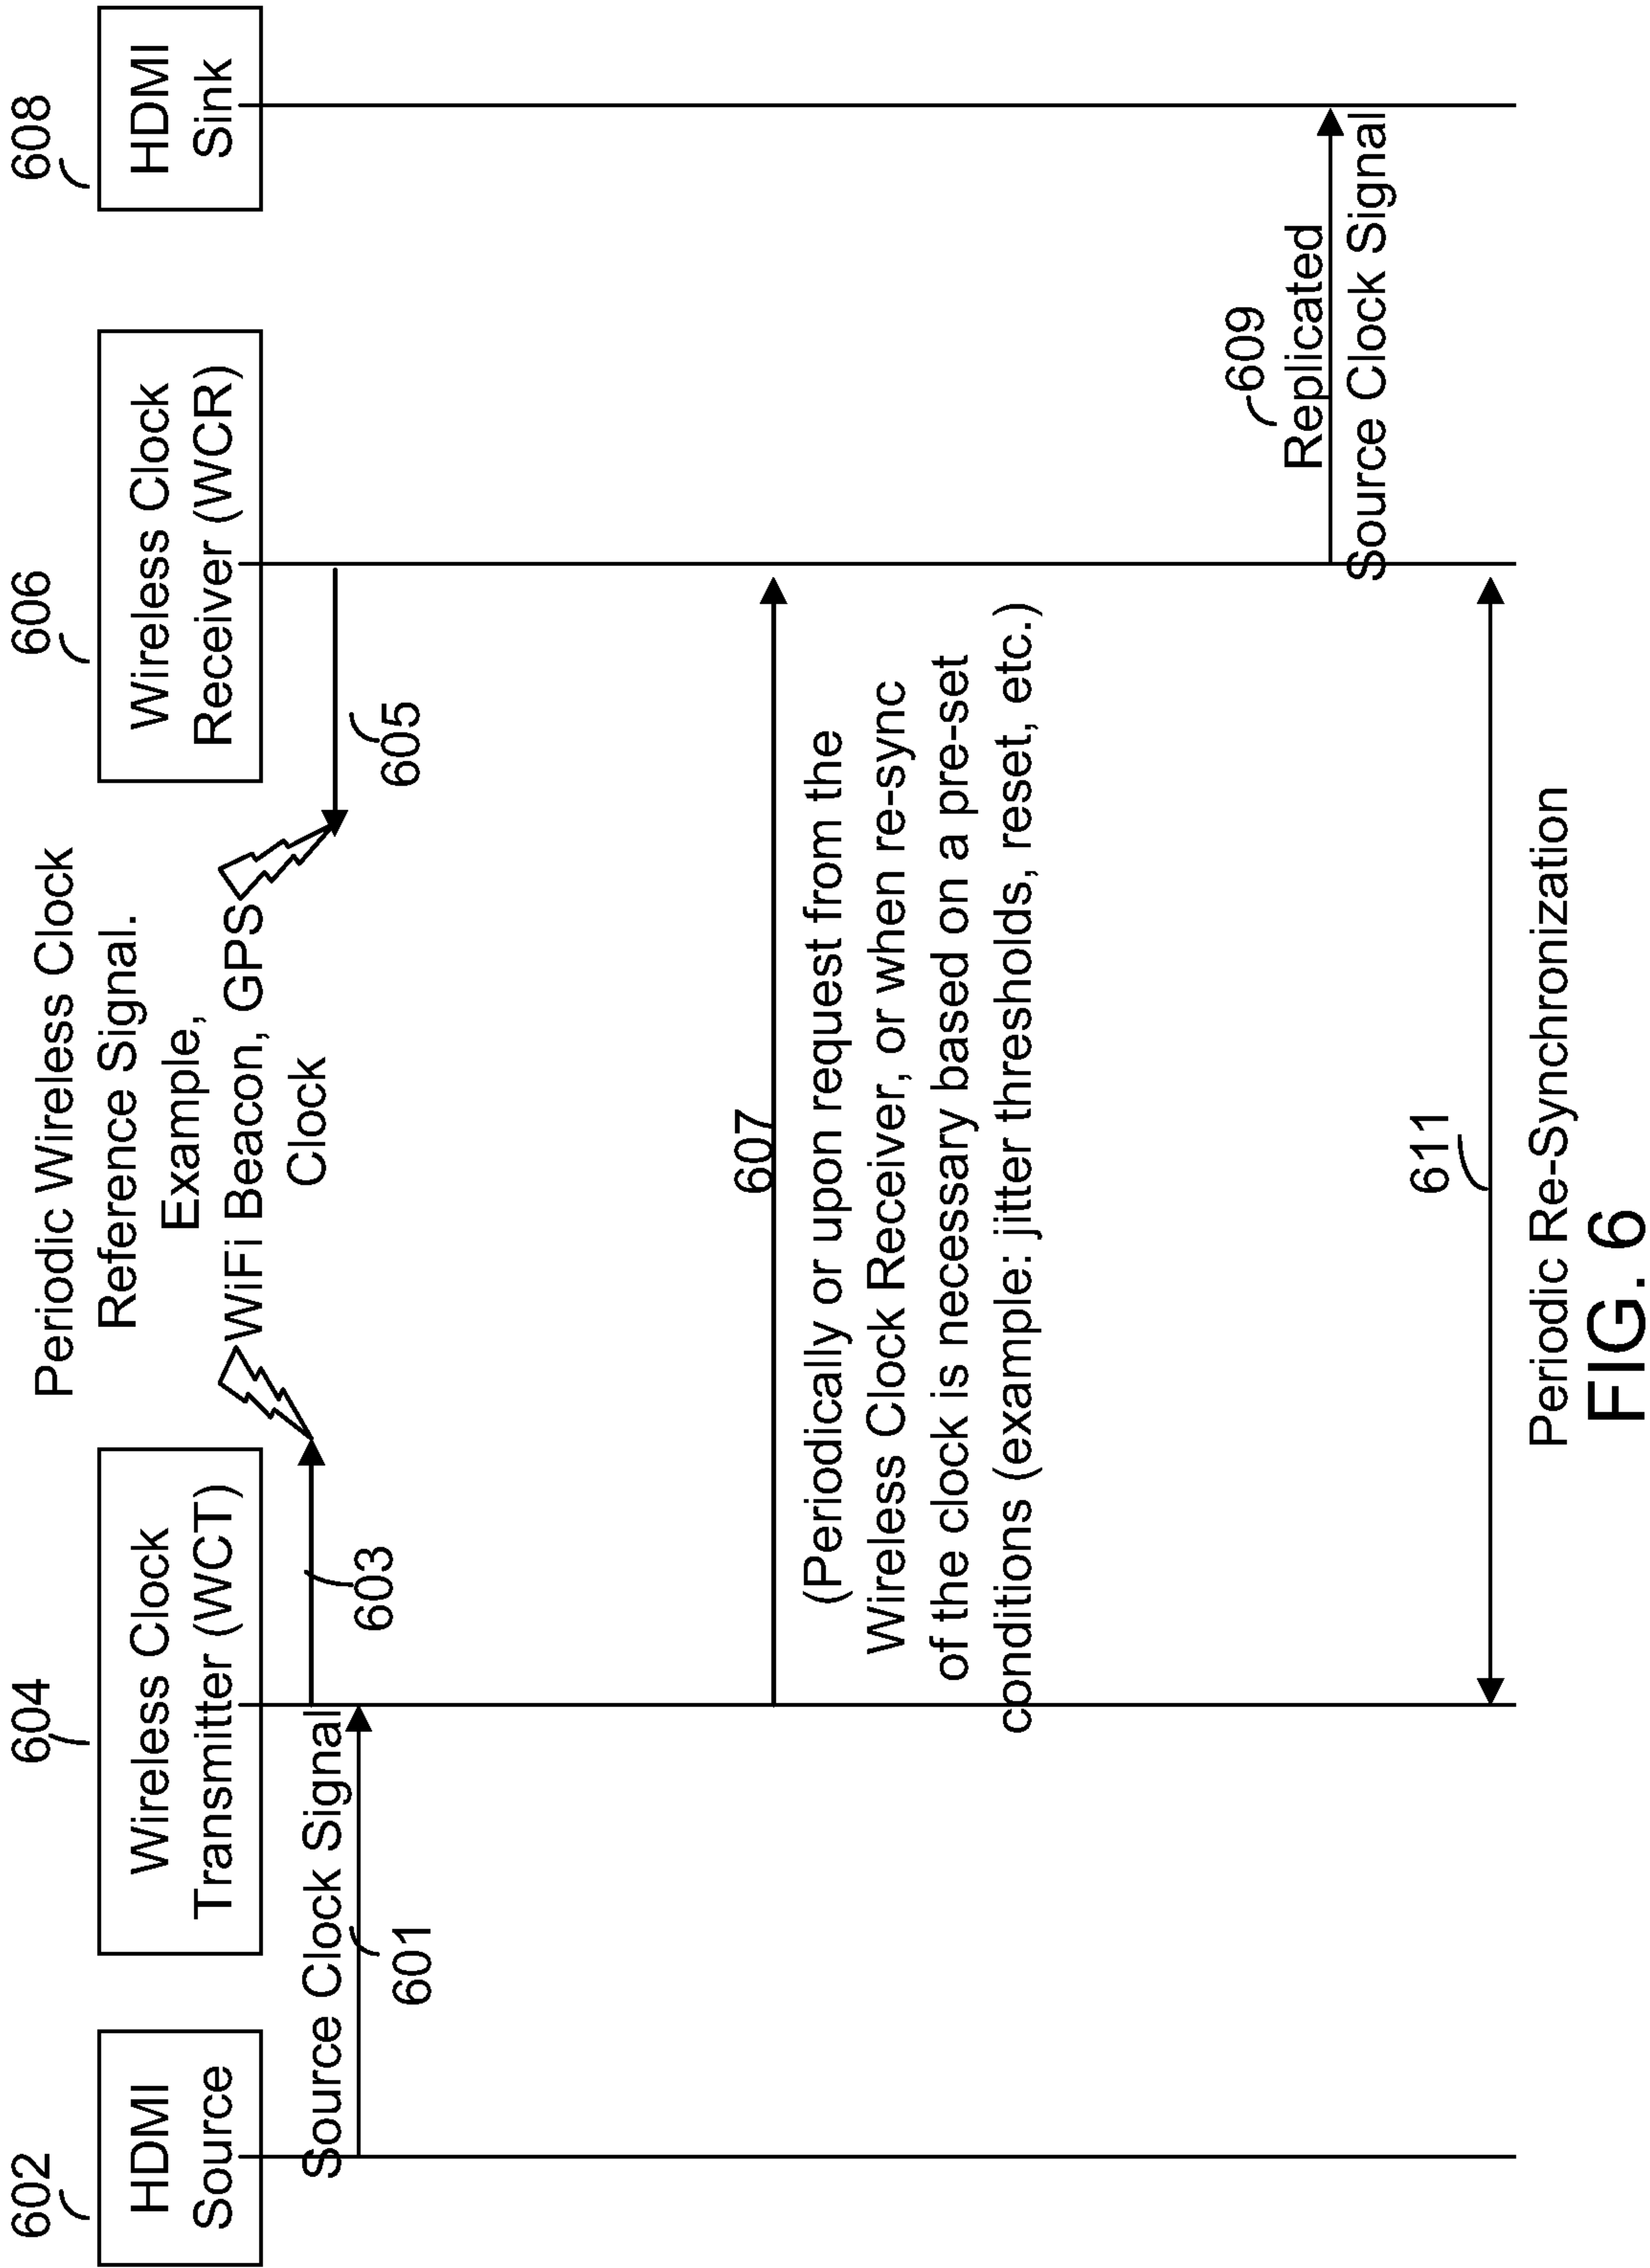 602
HDMI
Source
604
Wireless Clock
Transmitter (WCT)
Periodic Wireless Clock
Reference Signal.
Example,
WiFi Beacon, GPS
Clock
606
Wireless Clock
Receiver (WCR)
608
HDMI
Sink
Source Clock Signal
601
603
605
607
(Periodically or upon request from the
Wireless Clock Receiver, or when re-sync
of the clock is necessary based on a pre-set
conditions (example: jitter thresholds, reset, etc.)
609
Replicated
Source Clock Signal
611
Periodic Re-Synchronization
FIG. 6